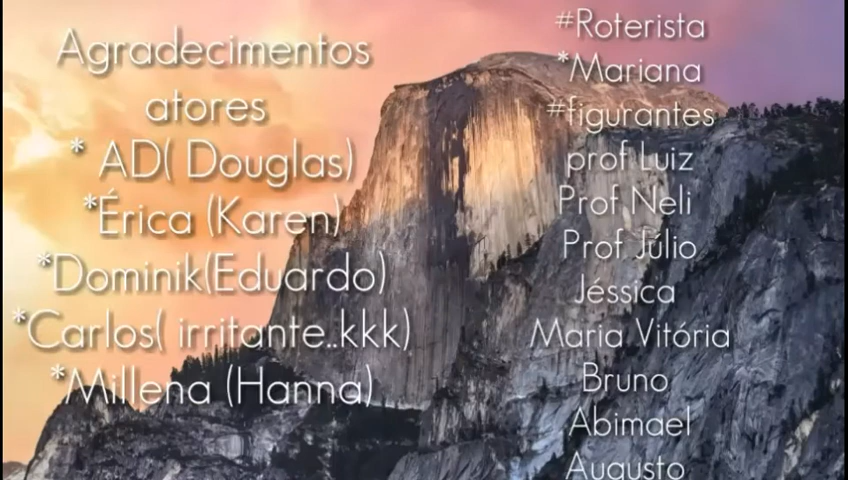 Agradecimentos
atores
* AD( Douglas)
*Érica (Karen)
*Dominik(Eduardo)
*Carlos( irritante..kkk)
*Millena (Hanna)
#Roterista
*Mariana
#figurantes
prof Luiz
Prof Neli
Prof Júlio
Jéssica
Maria Vitória
Bruno
Abimael
Augusto